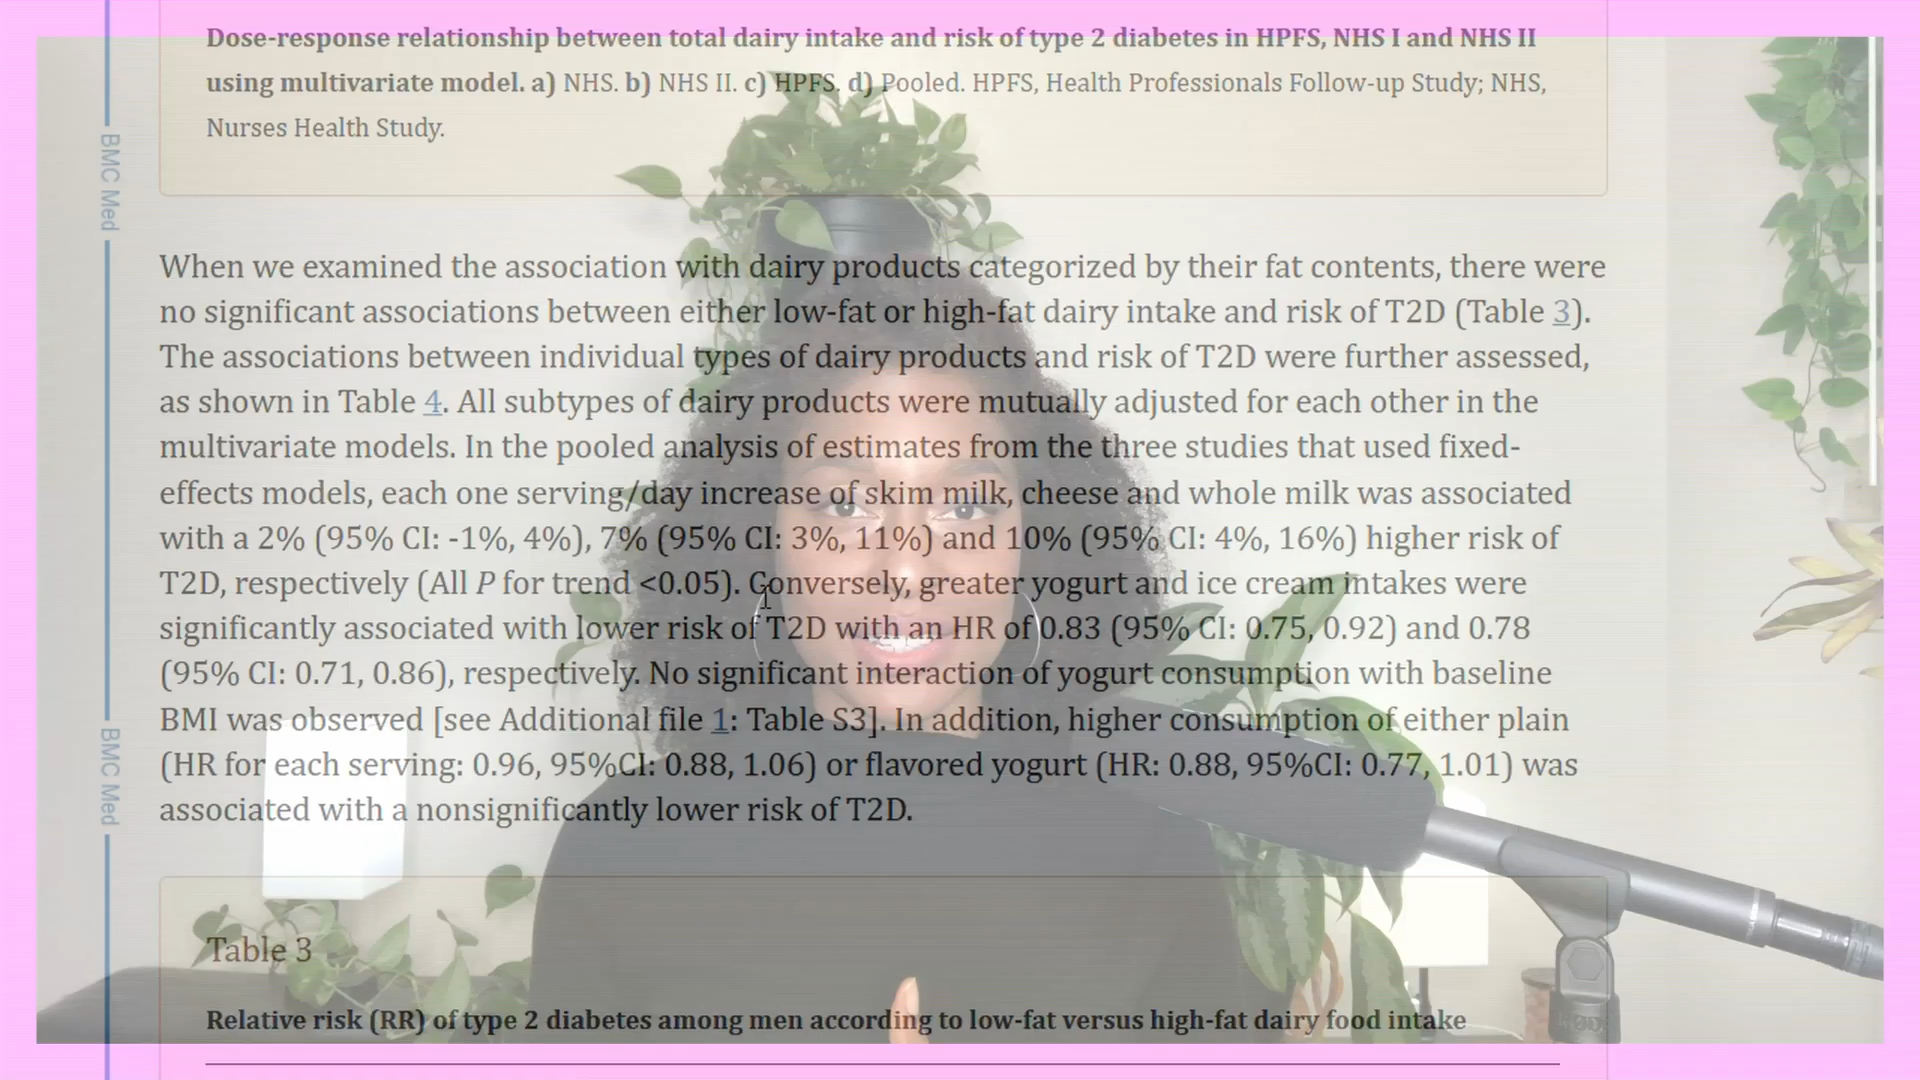 Dose-response relationship between total dairy intake and risk of type 2 diabetes in HPFS, NHS I and NHS II
using multivariate model. a) NHS. b) NHS II. c) HPFS. d) Pooled. HPFS, Health Professionals Follow-up Study; NHS,
Nurses Health Study.
BMC Med
When we examined the association with dairy products categorized by their fat contents, there were
no significant associations between either low-fat or high-fat dairy intake and risk of T2D (Table 3).
The associations between individual types of dairy products and risk of T2D were further assessed,
as shown in Table 4. All subtypes of dairy products were mutually adjusted for each other in the
multivariate models. In the pooled analysis of estimates from the three studies that used fixed-
effects models, each one serving/day increase of skim milk, cheese and whole milk was associated
with a 2% (95% CI: -1%, 4%), 7% (95% CI: 3%, 11%) and 10% (95% CI: 4%, 16%) higher risk of
T2D, respectively (All P for trend <0.05). Conversely, greater yogurt and ice cream intakes were
significantly associated with lower risk of T2D with an HR of 0.83 (95% CI: 0.75, 0.92) and 0.78
(95% CI: 0.71, 0.86), respectively. No significant interaction of yogurt consumption with baseline
BMI was observed [see Additional file 1: Table S3]. In addition, higher consumption of either plain
(HR for each serving: 0.96, 95%CI: 0.88, 1.06) or flavored yogurt (HR: 0.88, 95%CI: 0.77, 1.01) was
associated with a nonsignificantly lower risk of T2D.
BMC Med
Table 3
Relative risk (RR) of type 2 diabetes among men according to low-fat versus high-fat dairy food intake